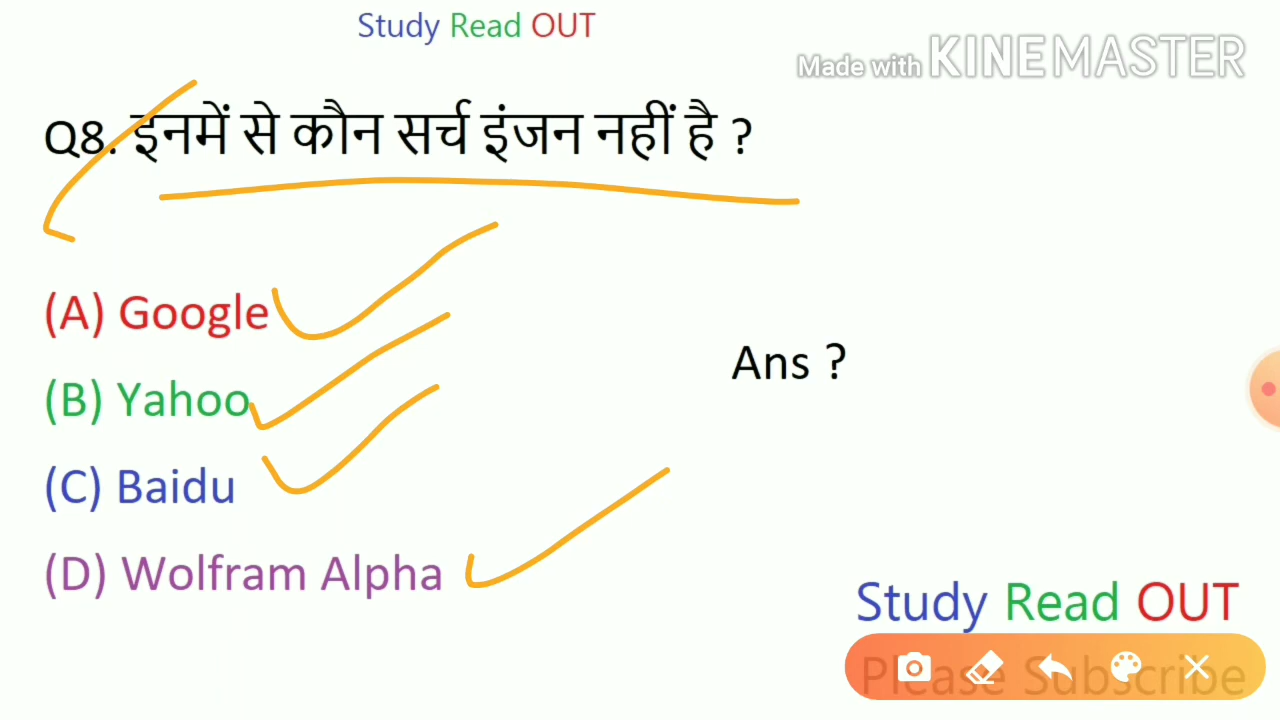 Study Read OUT
Made with KINEMASTER
Q8. इनमें से कौन सर्च इंजन नहीं है ?
(A) Google
(B) Yahoo
(C) Baidu
(D) Wolfram Alpha
Ans ?
Study Read OUT
Please Subscribe